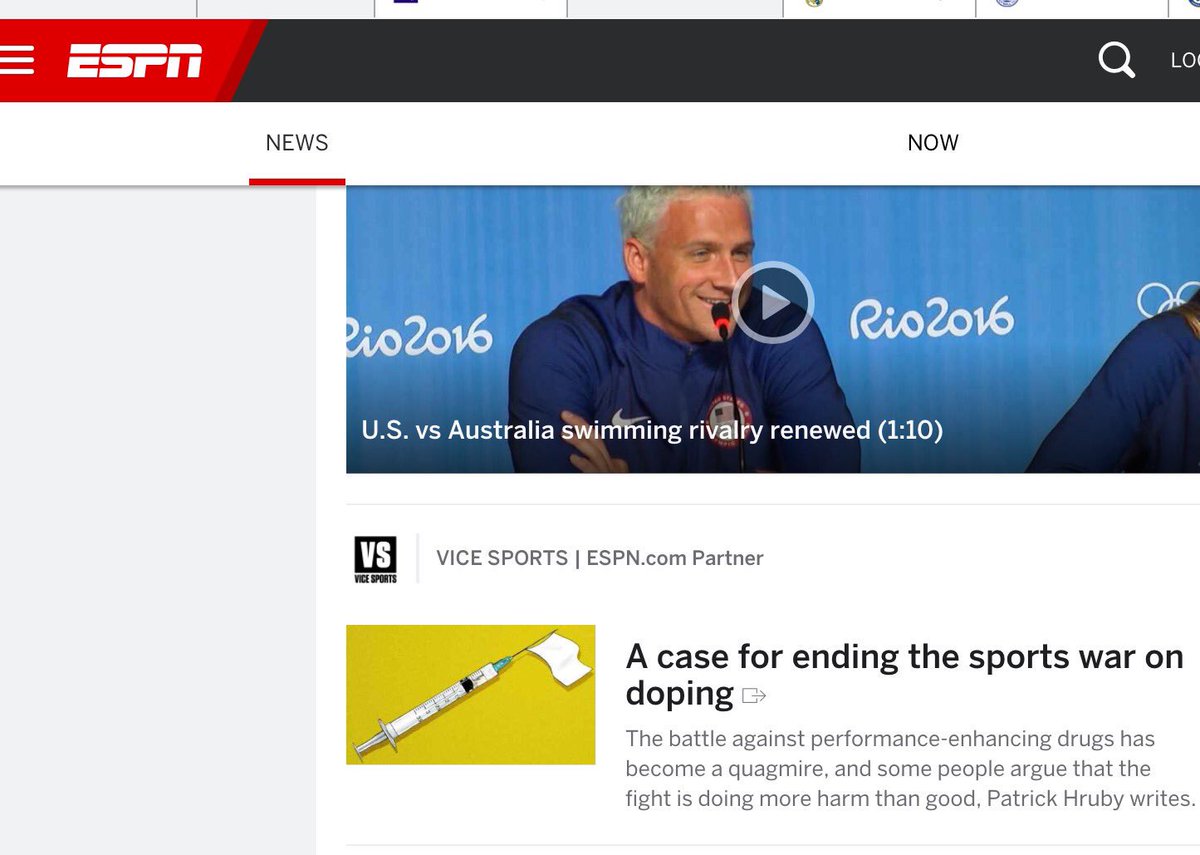 ESPN
LO
NEWS
NOW
Rio2016
Rio2016
U.S. vs Australia swimming rivalry renewed (1:10)
VS
VICE SPORTS
VICE SPORTS | ESPN.com Partner
A case for ending the sports war on
doping
The battle against performance-enhancing drugs has
become a quagmire, and some people argue that the
fight is doing more harm than good, Patrick Hruby writes.